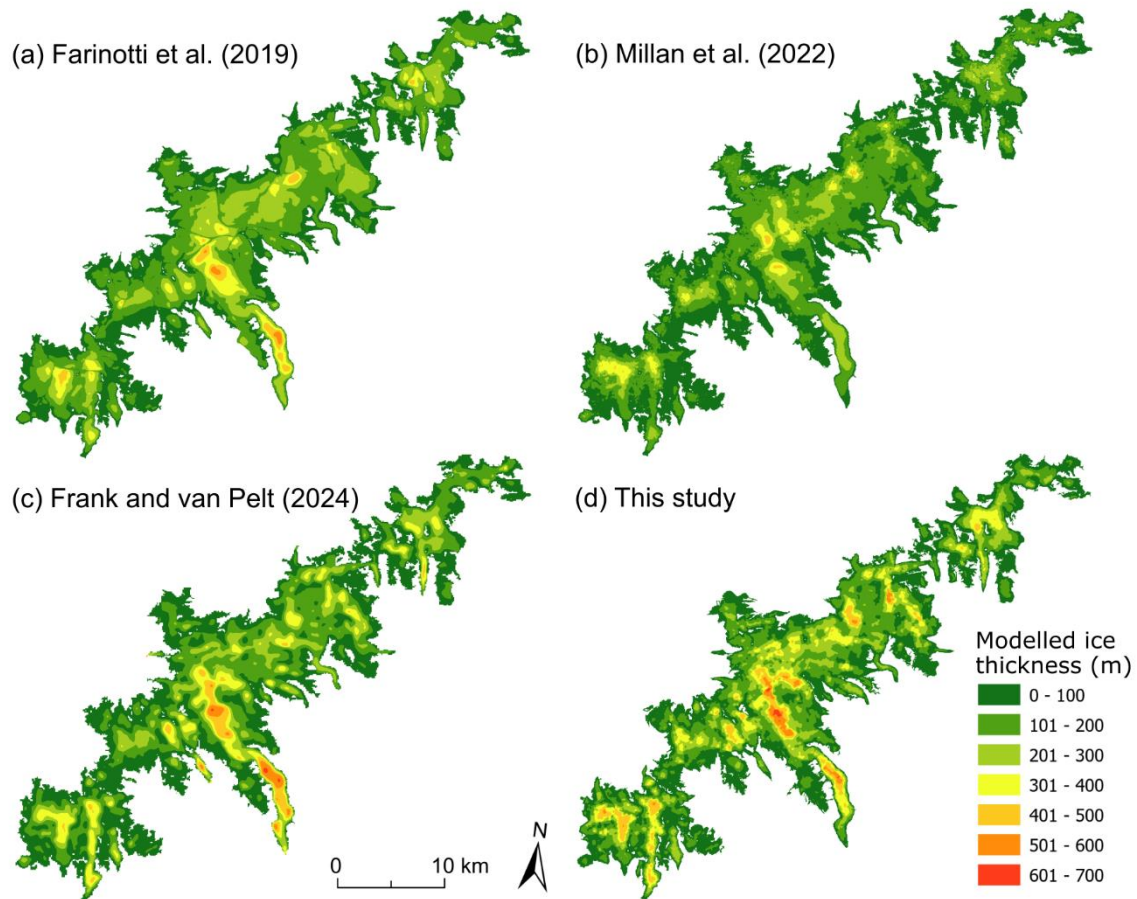 (a) Farinotti et al. (2019)
(b) Millan et al. (2022)
(c) Frank and van Pelt (2024)
(d) This study
Modelled ice
thickness (m)
0 - 100
101 - 200
201 - 300
301 - 400
401 - 500
501 - 600
601 - 700
N
0 10 km